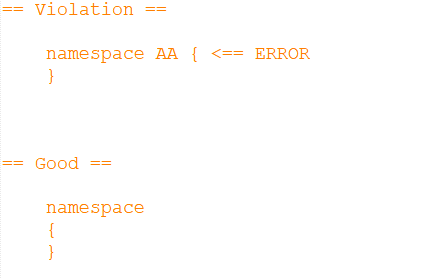 == Violation ==
namespace AA { <== ERROR
}
== Good ==
namespace
{
}